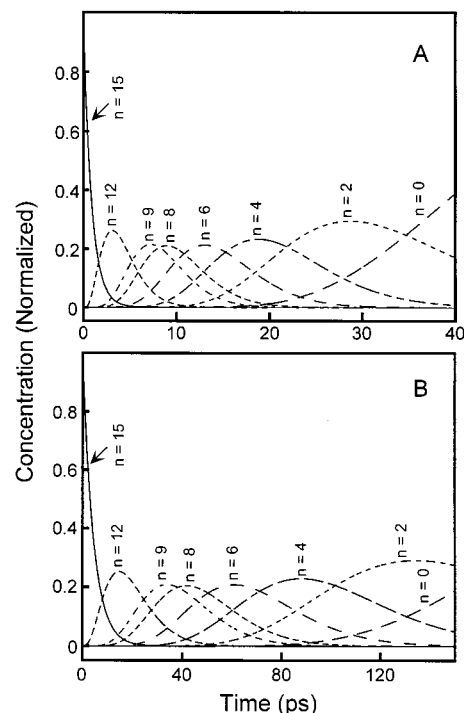 A
0.8
0.6
0.4
0.2
0
n = 15
n = 12
n = 9
n = 8
n = 6
n = 4
n = 2
n = 0
0 10 20 30 40
B
0.8
0.6
0.4
0.2
0
n = 15
n = 12
n = 9
n = 8
n = 6
n = 4
n = 2
n = 0
0 40 80 120
Concentration (Normalized)
Time (ps)